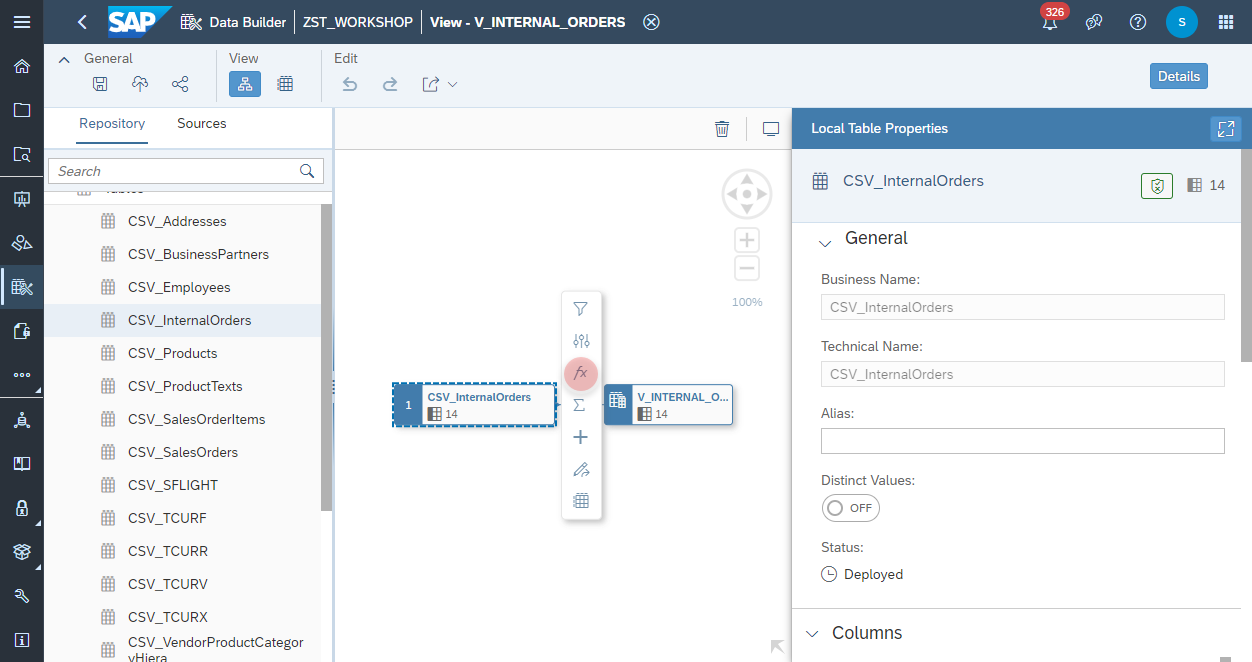 SAP Data Builder ZST_WORKSHOP View - V_INTERNAL_ORDERS 326 S
General View Edit
Details
Repository Sources
Search
CSV_Addresses
CSV_BusinessPartners
CSV_Employees
CSV_InternalOrders
CSV_Products
CSV_ProductTexts
CSV_SalesOrderItems
CSV_SalesOrders
CSV_SFLIGHT
CSV_TCURF
CSV_TCURR
CSV_TCURV
CSV_TCURX
CSV_VendorProductCategor
yHiera
100%
1 CSV_InternalOrders
14
fx
Σ
V_INTERNAL_O...
14
Local Table Properties
CSV_InternalOrders 14
General
Business Name:
CSV_InternalOrders
Technical Name:
CSV_InternalOrders
Alias:
Distinct Values:
OFF
Status:
Deployed
Columns